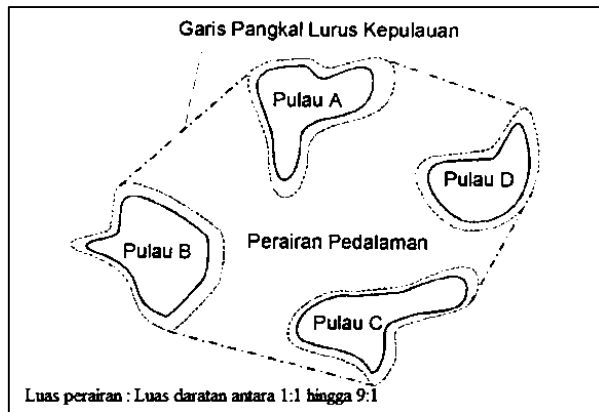 Garis Pangkal Lurus Kepulauan
Pulau A
Pulau D
Pulau B
Perairan Pedalaman
Pulau C
Luas perairan : Luas daratan antara 1:1 hingga 9:1